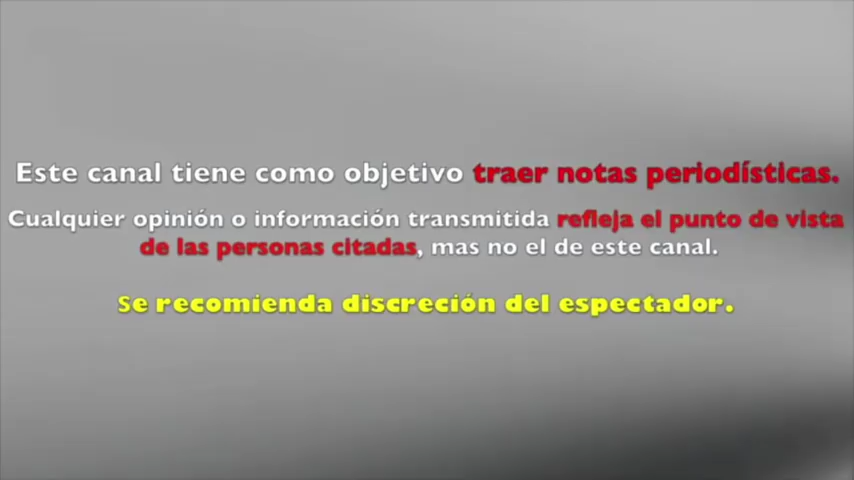 Este canal tiene como objetivo traer notas periodísticas.
Cualquier opinión o información transmitida refleja el punto de vista
de las personas citadas, mas no el de este canal.
Se recomienda discreción del espectador.